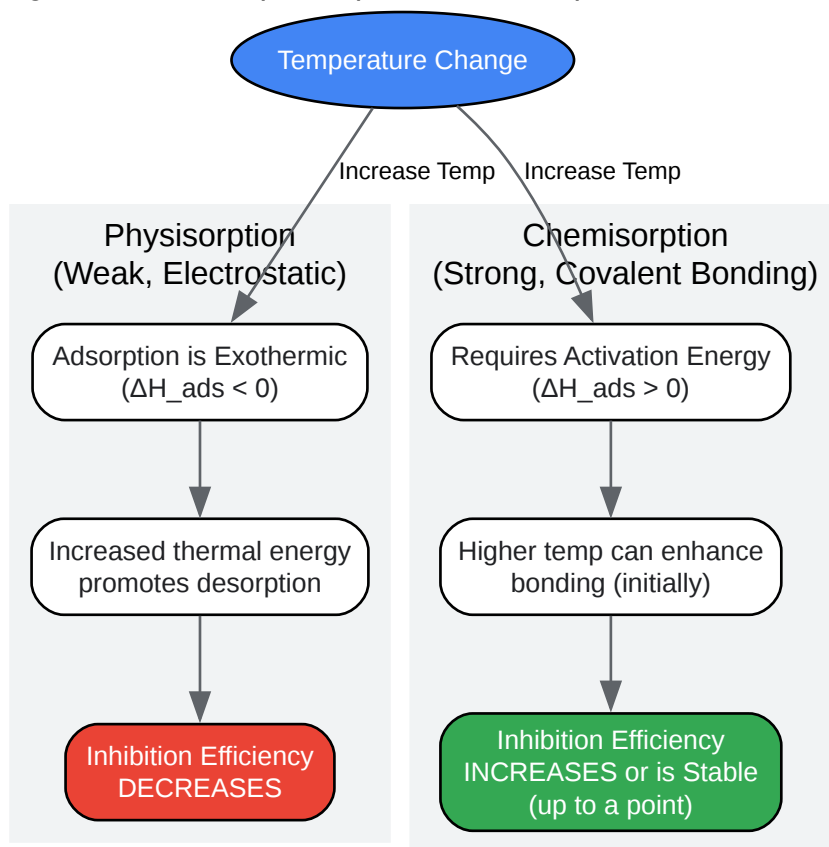 Temperature Change
Increase Temp
Increase Temp
Physisorption
(Weak, Electrostatic)
Adsorption is Exothermic
(ΔH_ads < 0)
Increased thermal energy
promotes desorption
Inhibition Efficiency
DECREASES
Chemisorption
(Strong, Covalent Bonding)
Requires Activation Energy
(ΔH_ads > 0)
Higher temp can enhance
bonding (initially)
Inhibition Efficiency
INCREASES or is Stable
(up to a point)